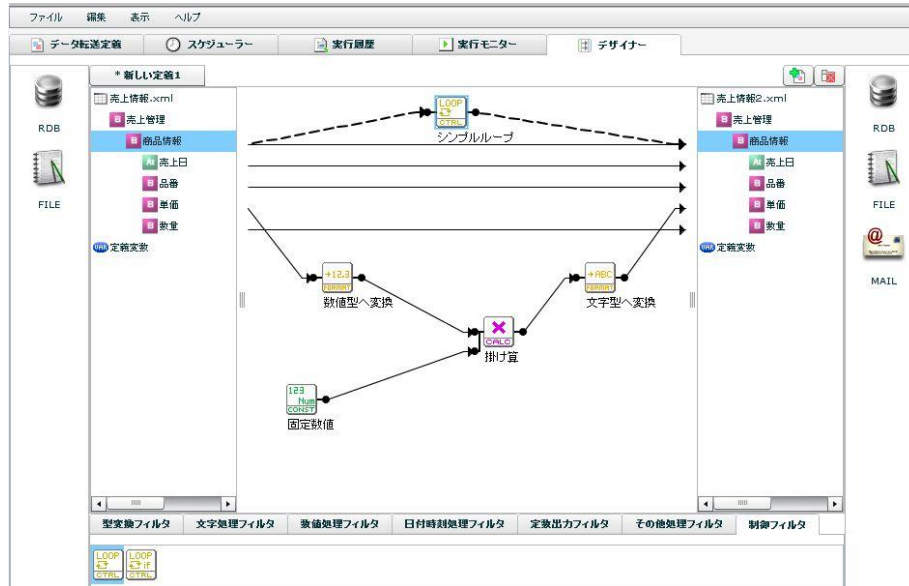 ファイル 編集 表示 ヘルプ
データ転送定義 スケジューラー 実行履歴 実行モニター デザイナー
* 新しい定義1
RDB
FILE
売上情報.xml
売上管理
商品情報
At 売上日
品番
単価
数量
VAR 定義変数
LOOP
CTRL
シンプルループ
→12.3
FORMAT
数値型へ変換
→ABC
FORMAT
文字型へ変換
CALC
掛け算
123
Num
CONST
固定数値
売上情報2.xml
売上管理
商品情報
At 売上日
品番
単価
数量
VAR 定義変数
RDB
FILE
MAIL
型変換フィルタ 文字処理フィルタ 数値処理フィルタ 日付時刻処理フィルタ 定数出力フィルタ その他処理フィルタ 制御フィルタ
LOOP LOOP
if
CTRL CTRL